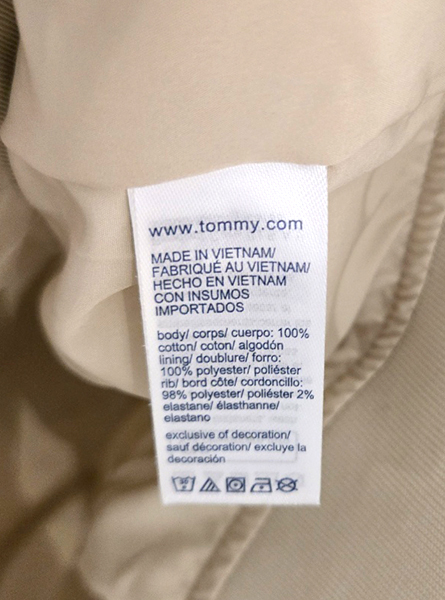 www.tommy.com
MADE IN VIETNAM/
FABRIQUÉ AU VIETNAM/
HECHO EN VIETNAM
CON INSUMOS
IMPORTADOS
body/ corps/ cuerpo: 100%
cotton/ coton/ algodón
lining/ doublure/ forro:
100% polyester/ poliéster
rib/ bord côte/ cordoncillo:
98% polyester/ poliéster 2%
elastane/ élasthanne/
elastano
exclusive of decoration/
sauf décoration/ excluye la
decoración